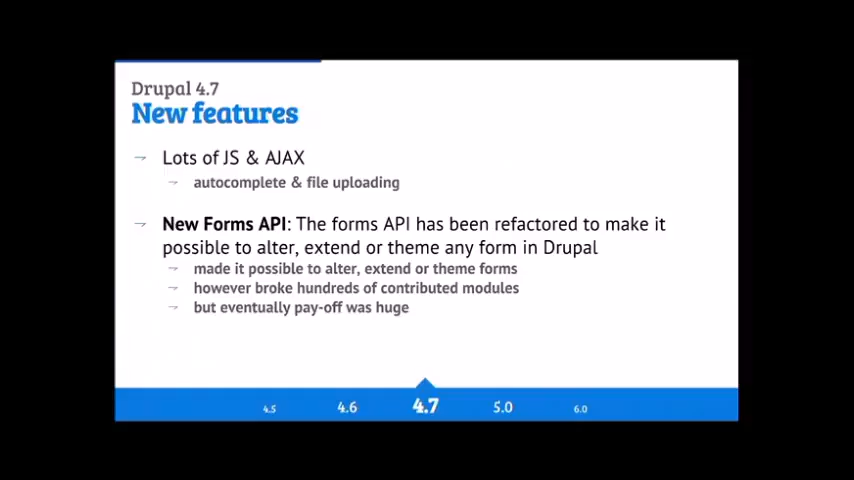 Drupal 4.7
New features
Lots of JS & AJAX
autocomplete & file uploading
New Forms API: The forms API has been refactored to make it
possible to alter, extend or theme any form in Drupal
made it possible to alter, extend or theme forms
however broke hundreds of contributed modules
but eventually pay-off was huge
4.5 4.6 4.7 5.0 6.0